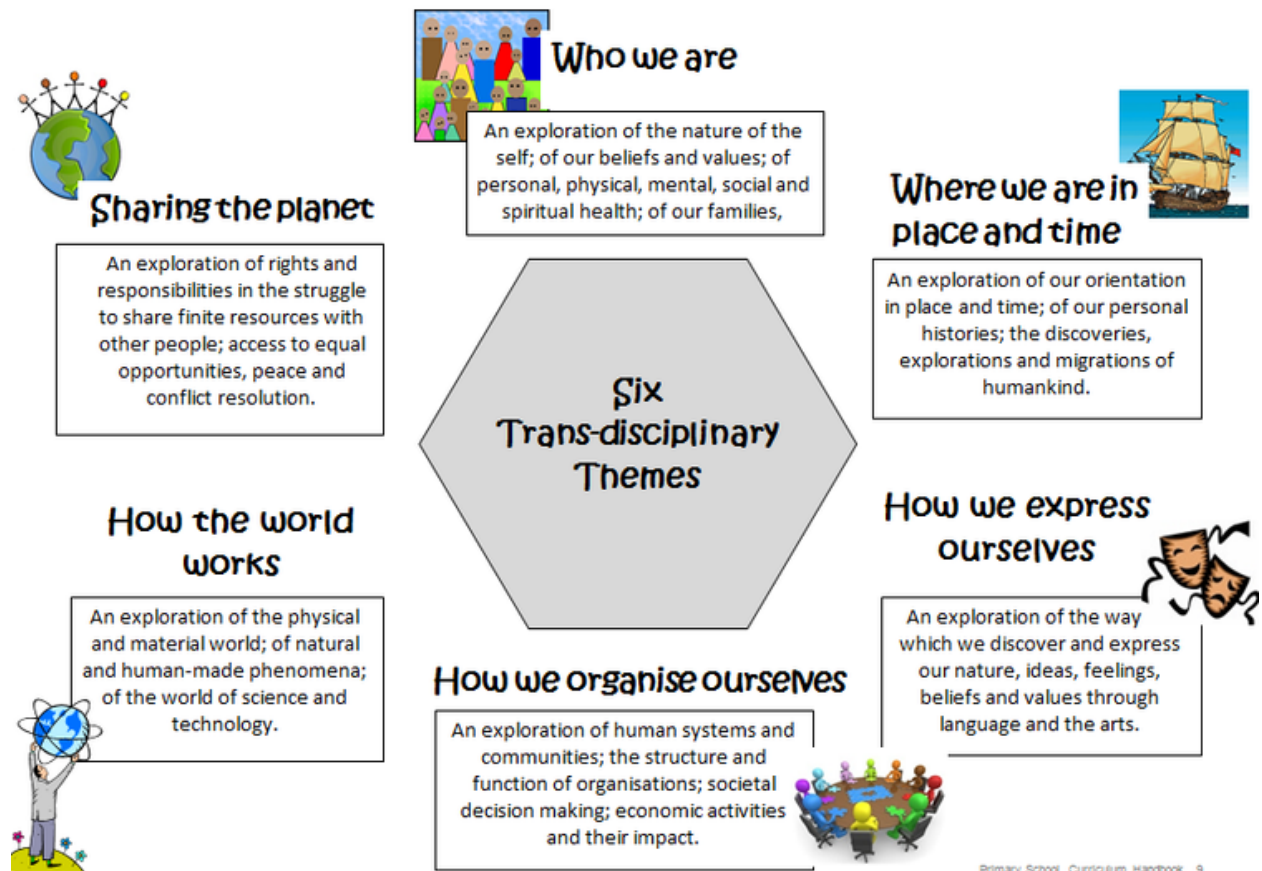 Who we are
An exploration of the nature of the
self; of our beliefs and values; of
personal, physical, mental, social and
spiritual health; of our families,
Where we are in
place and time
An exploration of our orientation
in place and time; of our personal
histories; the discoveries,
explorations and migrations of
humankind.
Sharing the planet
An exploration of rights and
responsibilities in the struggle
to share finite resources with
other people; access to equal
opportunities, peace and
conflict resolution.
Six
Trans-disciplinary
Themes
How the world
works
An exploration of the physical
and material world; of natural
and human-made phenomena;
of the world of science and
technology.
How we express
ourselves
An exploration of the way
which we discover and express
our nature, ideas, feelings,
beliefs and values through
language and the arts.
How we organise ourselves
An exploration of human systems and
communities; the structure and
function of organisations; societal
decision making; economic activities
and their impact.
Primary School Curriculum Handbook 9